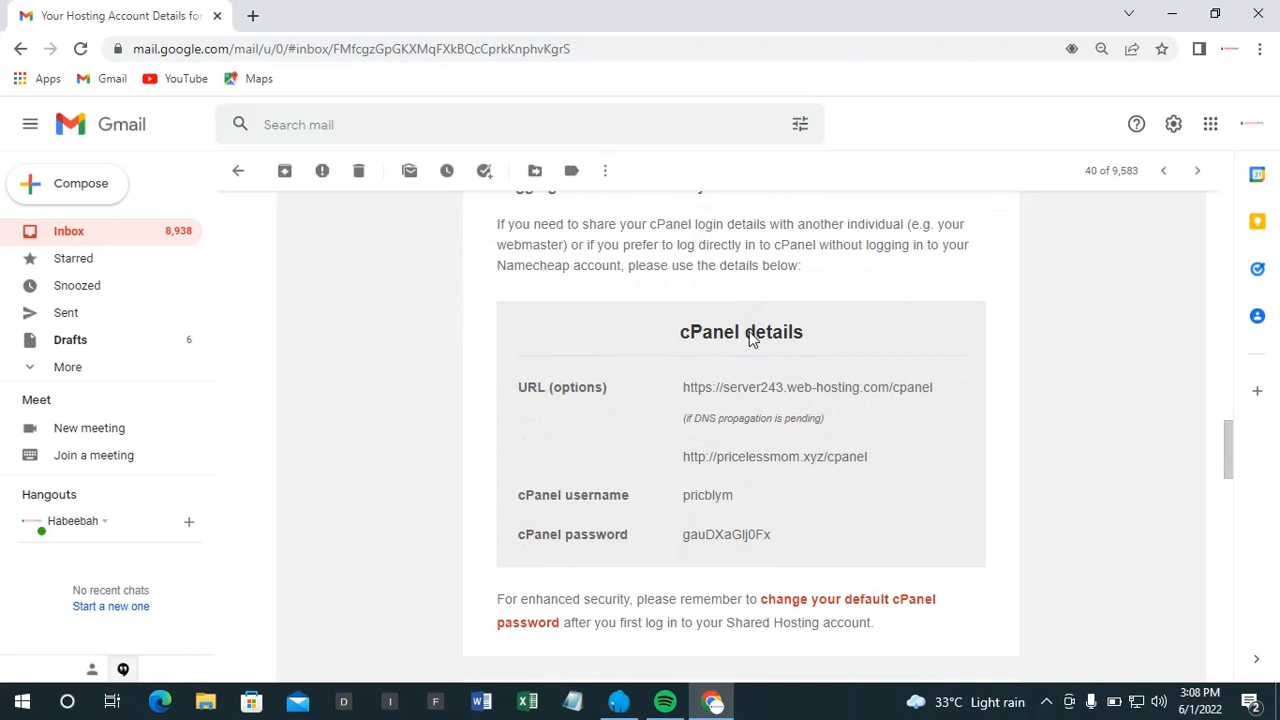 Your Hosting Account Details for
mail.google.com/mail/u/0/#inbox/FMfcgzGpGKXMqFXkBQcCprkKnphvKgrS
Apps
Gmail
YouTube
Maps
Gmail
Search mail
Compose
40 of 9,583
Inbox 8,938
Starred
Snoozed
Sent
Drafts 6
More
Meet
New meeting
Join a meeting
Hangouts
Habeebah
No recent chats
Start a new one
If you need to share your cPanel login details with another individual (e.g. your
webmaster) or if you prefer to log directly in to cPanel without logging in to your
Namecheap account, please use the details below:
cPanel details
URL (options) https://server243.web-hosting.com/cpanel
(if DNS propagation is pending)
http://pricelessmom.xyz/cpanel
cPanel username pricblym
cPanel password gauDXaGlj0Fx
For enhanced security, please remember to change your default cPanel
password after you first log in to your Shared Hosting account.
D
I
F
33°C Light rain
3:08 PM
6/1/2022
2